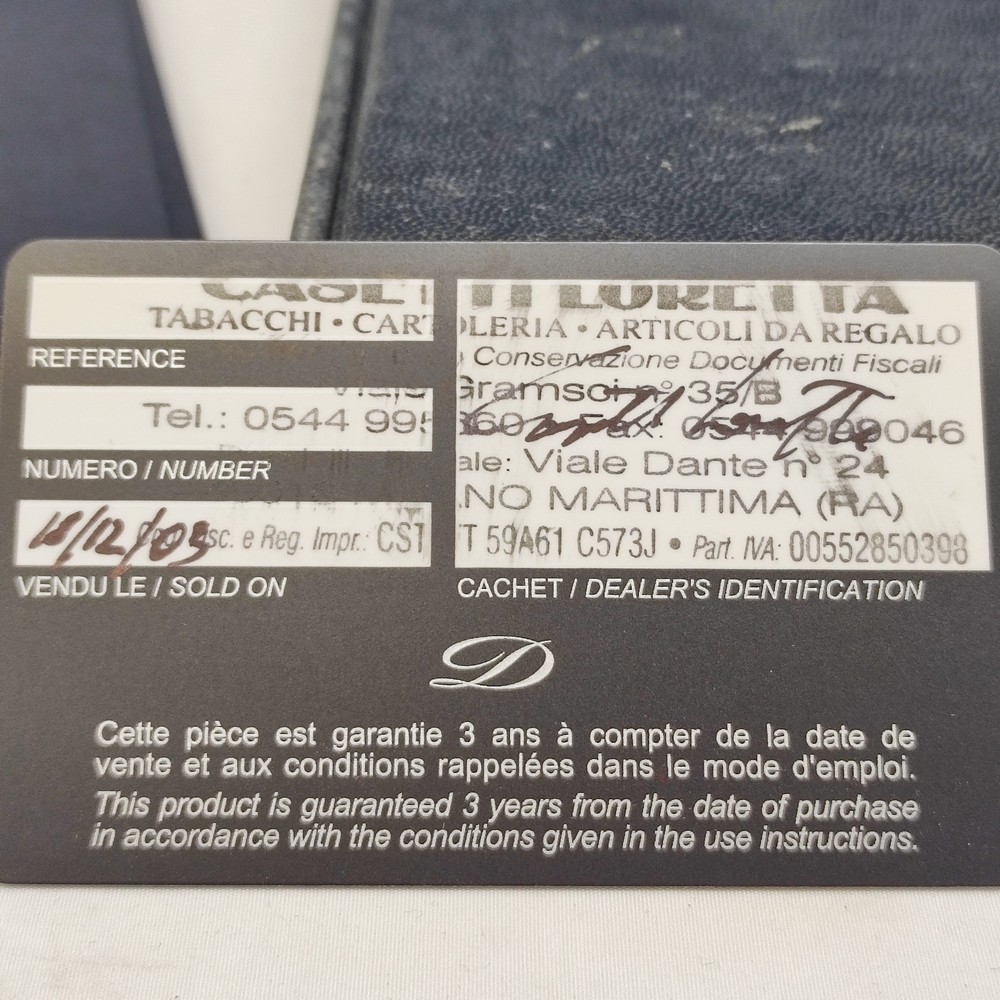 TABACCHI • CARTOLERIA • ARTICOLI DA REGALO
REFERENCE
Conservazione Documenti Fiscali
Gramsci n° 35/B
Tel.: 0544 99 Fax: 0544 999046
NUMERO / NUMBER
ale: Viale Dante n° 24
NO MARITTIMA (RA)
18/12/03 sc. e Reg. Impr.: CST T 59A61 C573J • Part. IVA: 00552850398
VENDU LE / SOLD ON
CACHET / DEALER'S IDENTIFICATION
D
Cette pièce est garantie 3 ans à compter de la date de
vente et aux conditions rappelées dans le mode d'emploi.
This product is guaranteed 3 years from the date of purchase
in accordance with the conditions given in the use instructions.